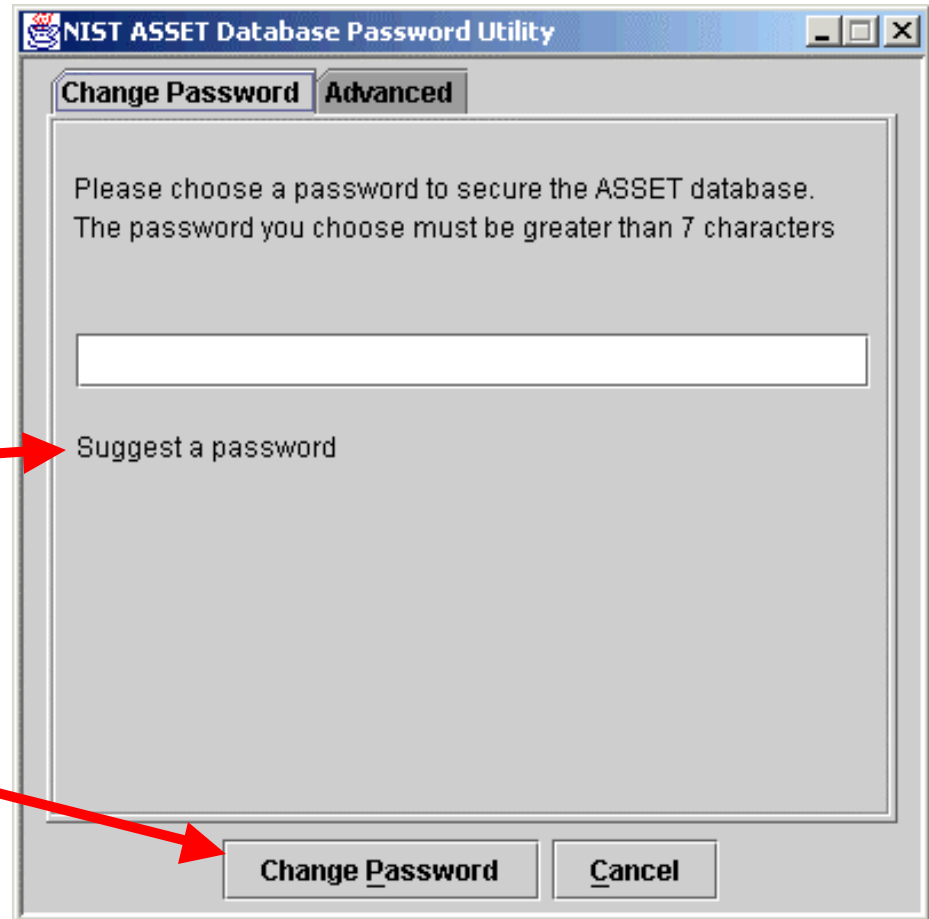 NIST ASSET Database Password Utility
Change Password Advanced
Please choose a password to secure the ASSET database.
The password you choose must be greater than 7 characters
Suggest a password
Change Password Cancel